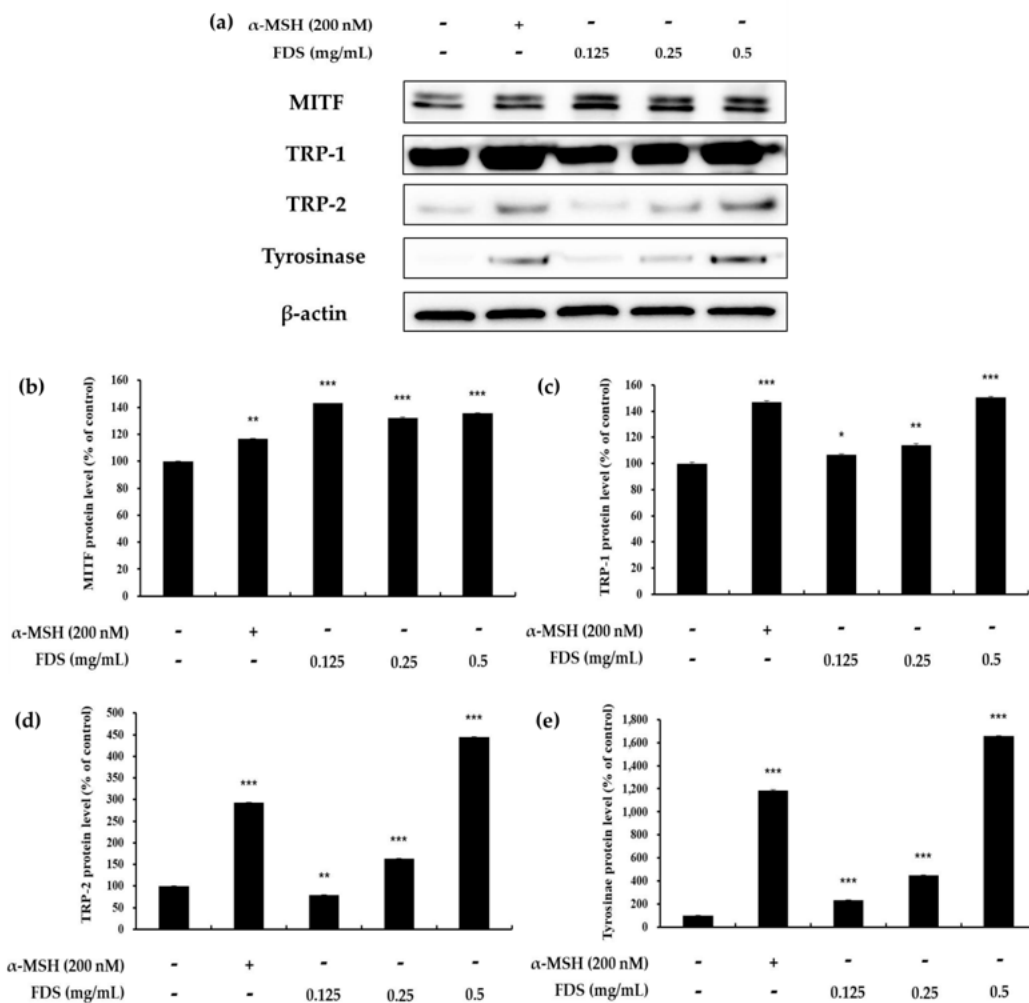 (a)
α-MSH (200 nM) - + - - -
FDS (mg/mL) - - 0.125 0.25 0.5
MITF
TRP-1
TRP-2
Tyrosinase
β-actin
(b)
MITF protein level (% of control)
160
140
120
100
80
60
40
20
0
**
***
***
***
α-MSH (200 nM) - + - - -
FDS (mg/mL) - - 0.125 0.25 0.5
(c)
TRP-1 protein level (% of control)
160
140
120
100
80
60
40
20
0
***
*
**
***
α-MSH (200 nM) - + - - -
FDS (mg/mL) - - 0.125 0.25 0.5
(d)
TRP-2 protein level (% of control)
500
450
400
350
300
250
200
150
100
50
0
***
**
***
***
α-MSH (200 nM) - + - - -
FDS (mg/mL) - - 0.125 0.25 0.5
(e)
Tyrosinae protein level (% of control)
1,800
1,600
1,400
1,200
1,000
800
600
400
200
0
***
***
***
***
α-MSH (200 nM) - + - - -
FDS (mg/mL) - - 0.125 0.25 0.5